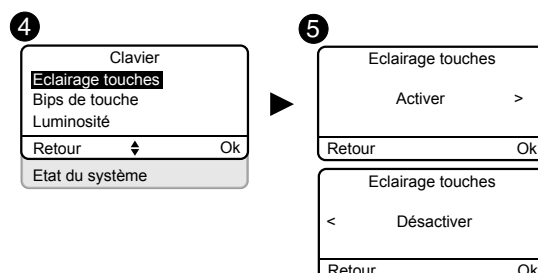 4
Clavier
Eclairage touches
Bips de touche
Luminosité
Retour Ok
Etat du système
5
Eclairage touches
Activer >
Retour Ok
Eclairage touches
< Désactiver
Retour Ok